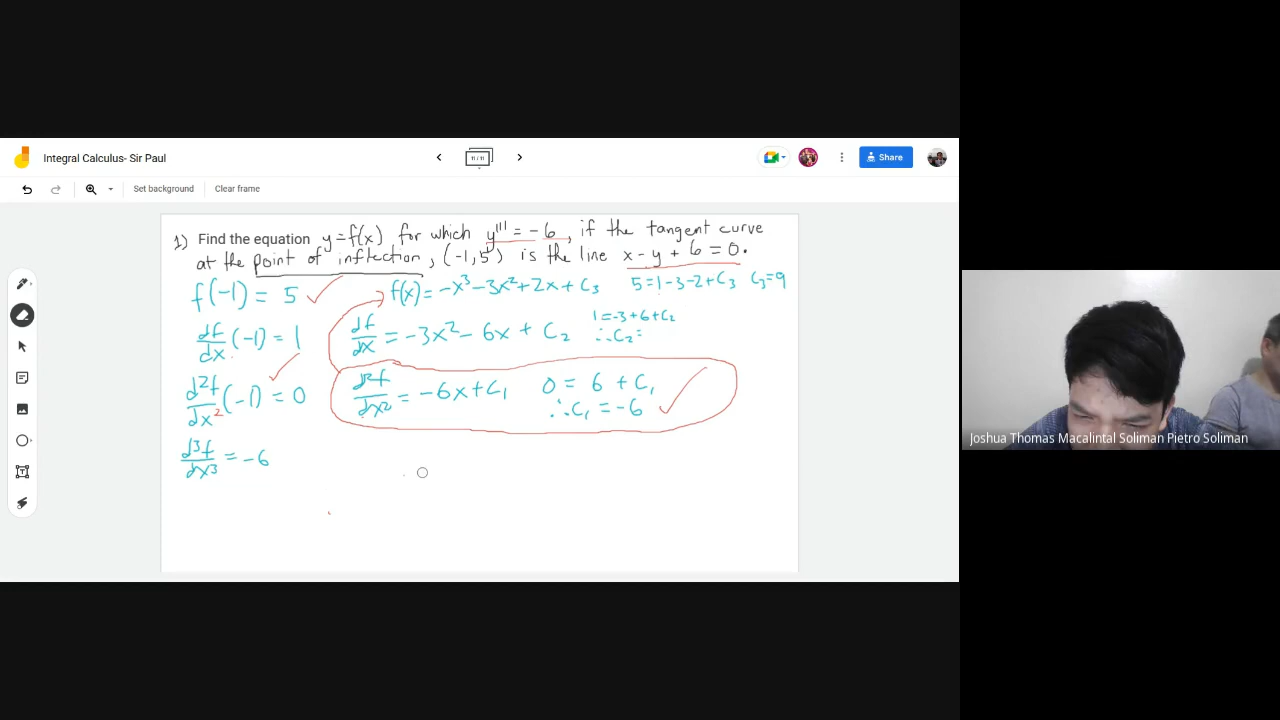 Integral Calculus- Sir Paul
11 / 11
Share
Set background
Clear frame
1) Find the equation y=f(x) for which y''' = -6, if the tangent curve
at the point of inflection, (-1,5) is the line x - y + 6 = 0.
f(-1) = 5
f(x) = -x³ - 3x² + 2x + C₃
5 = 1 - 3 - 2 + C₃ C₃ = 9
df/dx (-1) = 1
df/dx = -3x² - 6x + C₂
1 = -3 + 6 + C₂
∴ C₂ =
d²f/dx² (-1) = 0
d²f/dx² = -6x + C₁
0 = 6 + C₁
∴ C₁ = -6
d³f/dx³ = -6
Joshua Thomas Macalintal Soliman Pietro Soliman